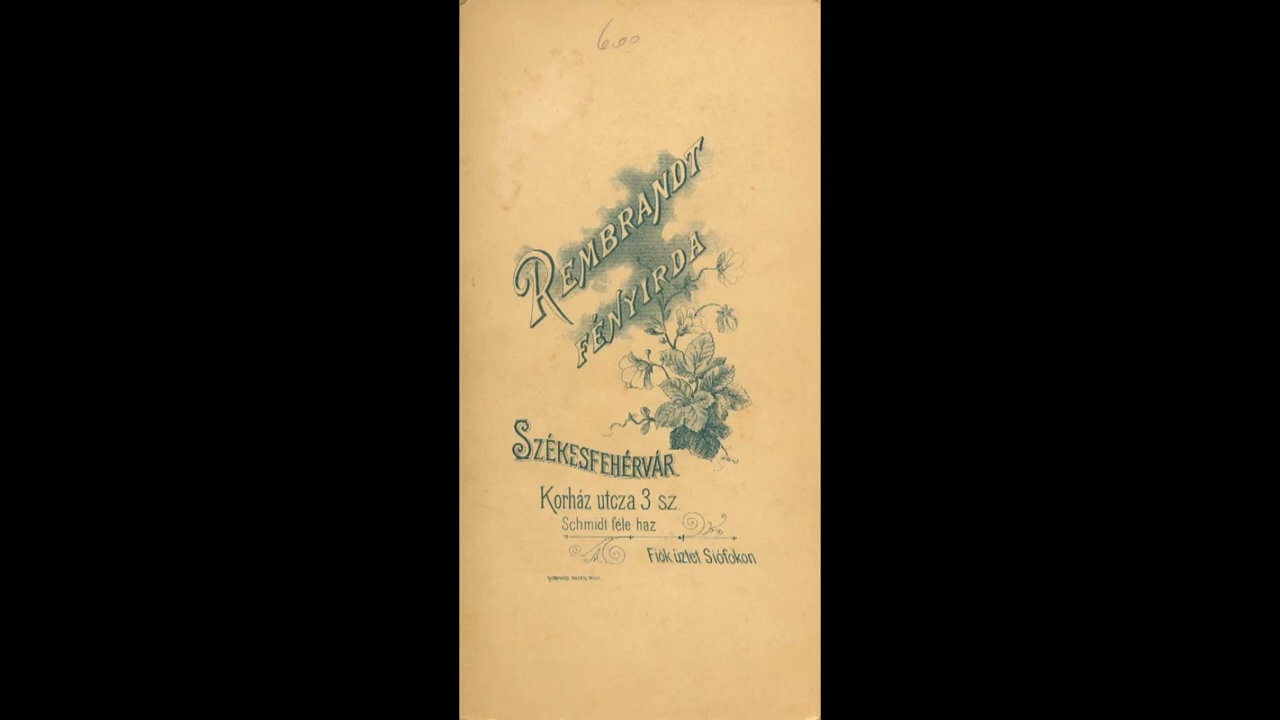 6.00
REMBRANDT
FÉNYIRDA
SZÉKESFEHÉRVÁR
Korház utcza 3 sz.
Schmidt féle haz
Fiók üzlet Siófokon